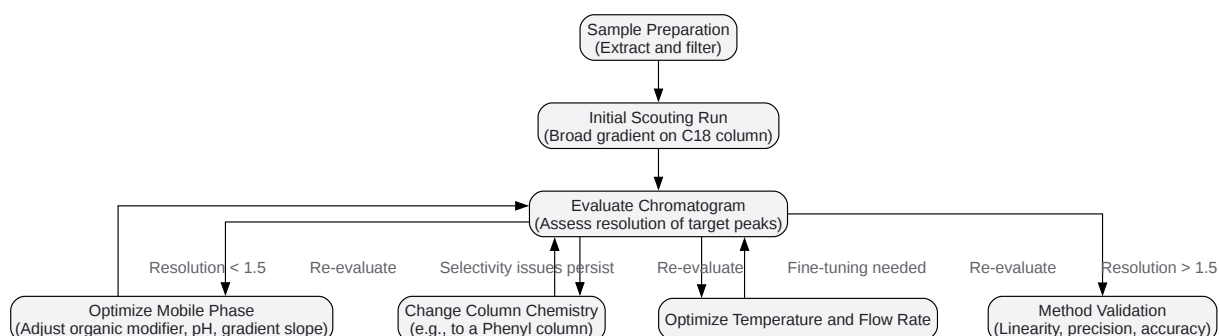 Sample Preparation
(Extract and filter)
Initial Scouting Run
(Broad gradient on C18 column)
Evaluate Chromatogram
(Assess resolution of target peaks)
Resolution < 1.5
Re-evaluate
Selectivity issues persist
Re-evaluate
Fine-tuning needed
Re-evaluate
Resolution > 1.5
Optimize Mobile Phase
(Adjust organic modifier, pH, gradient slope)
Change Column Chemistry
(e.g., to a Phenyl column)
Optimize Temperature and Flow Rate
Method Validation
(Linearity, precision, accuracy)